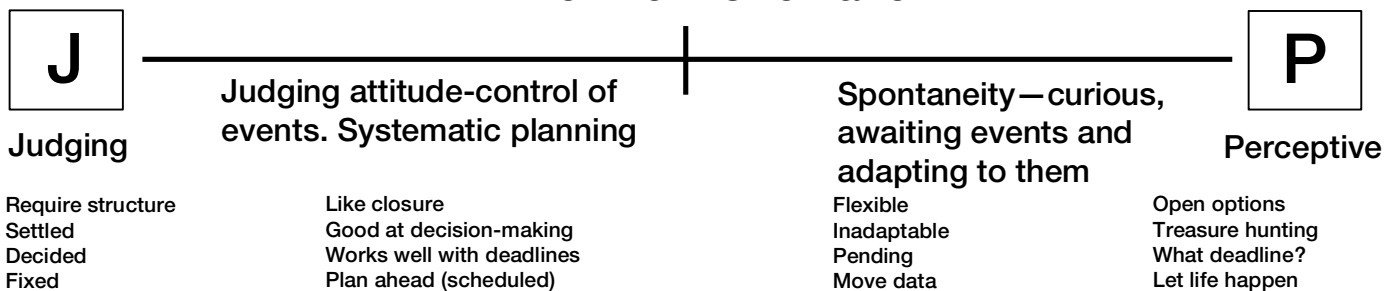 J
Judging
Judging attitude-control of
events. Systematic planning
Spontaneity—curious,
awaiting events and
adapting to them
P
Perceptive
Require structure
Settled
Decided
Fixed
Like closure
Good at decision-making
Works well with deadlines
Plan ahead (scheduled)
Flexible
Inadaptable
Pending
Move data
Open options
Treasure hunting
What deadline?
Let life happen